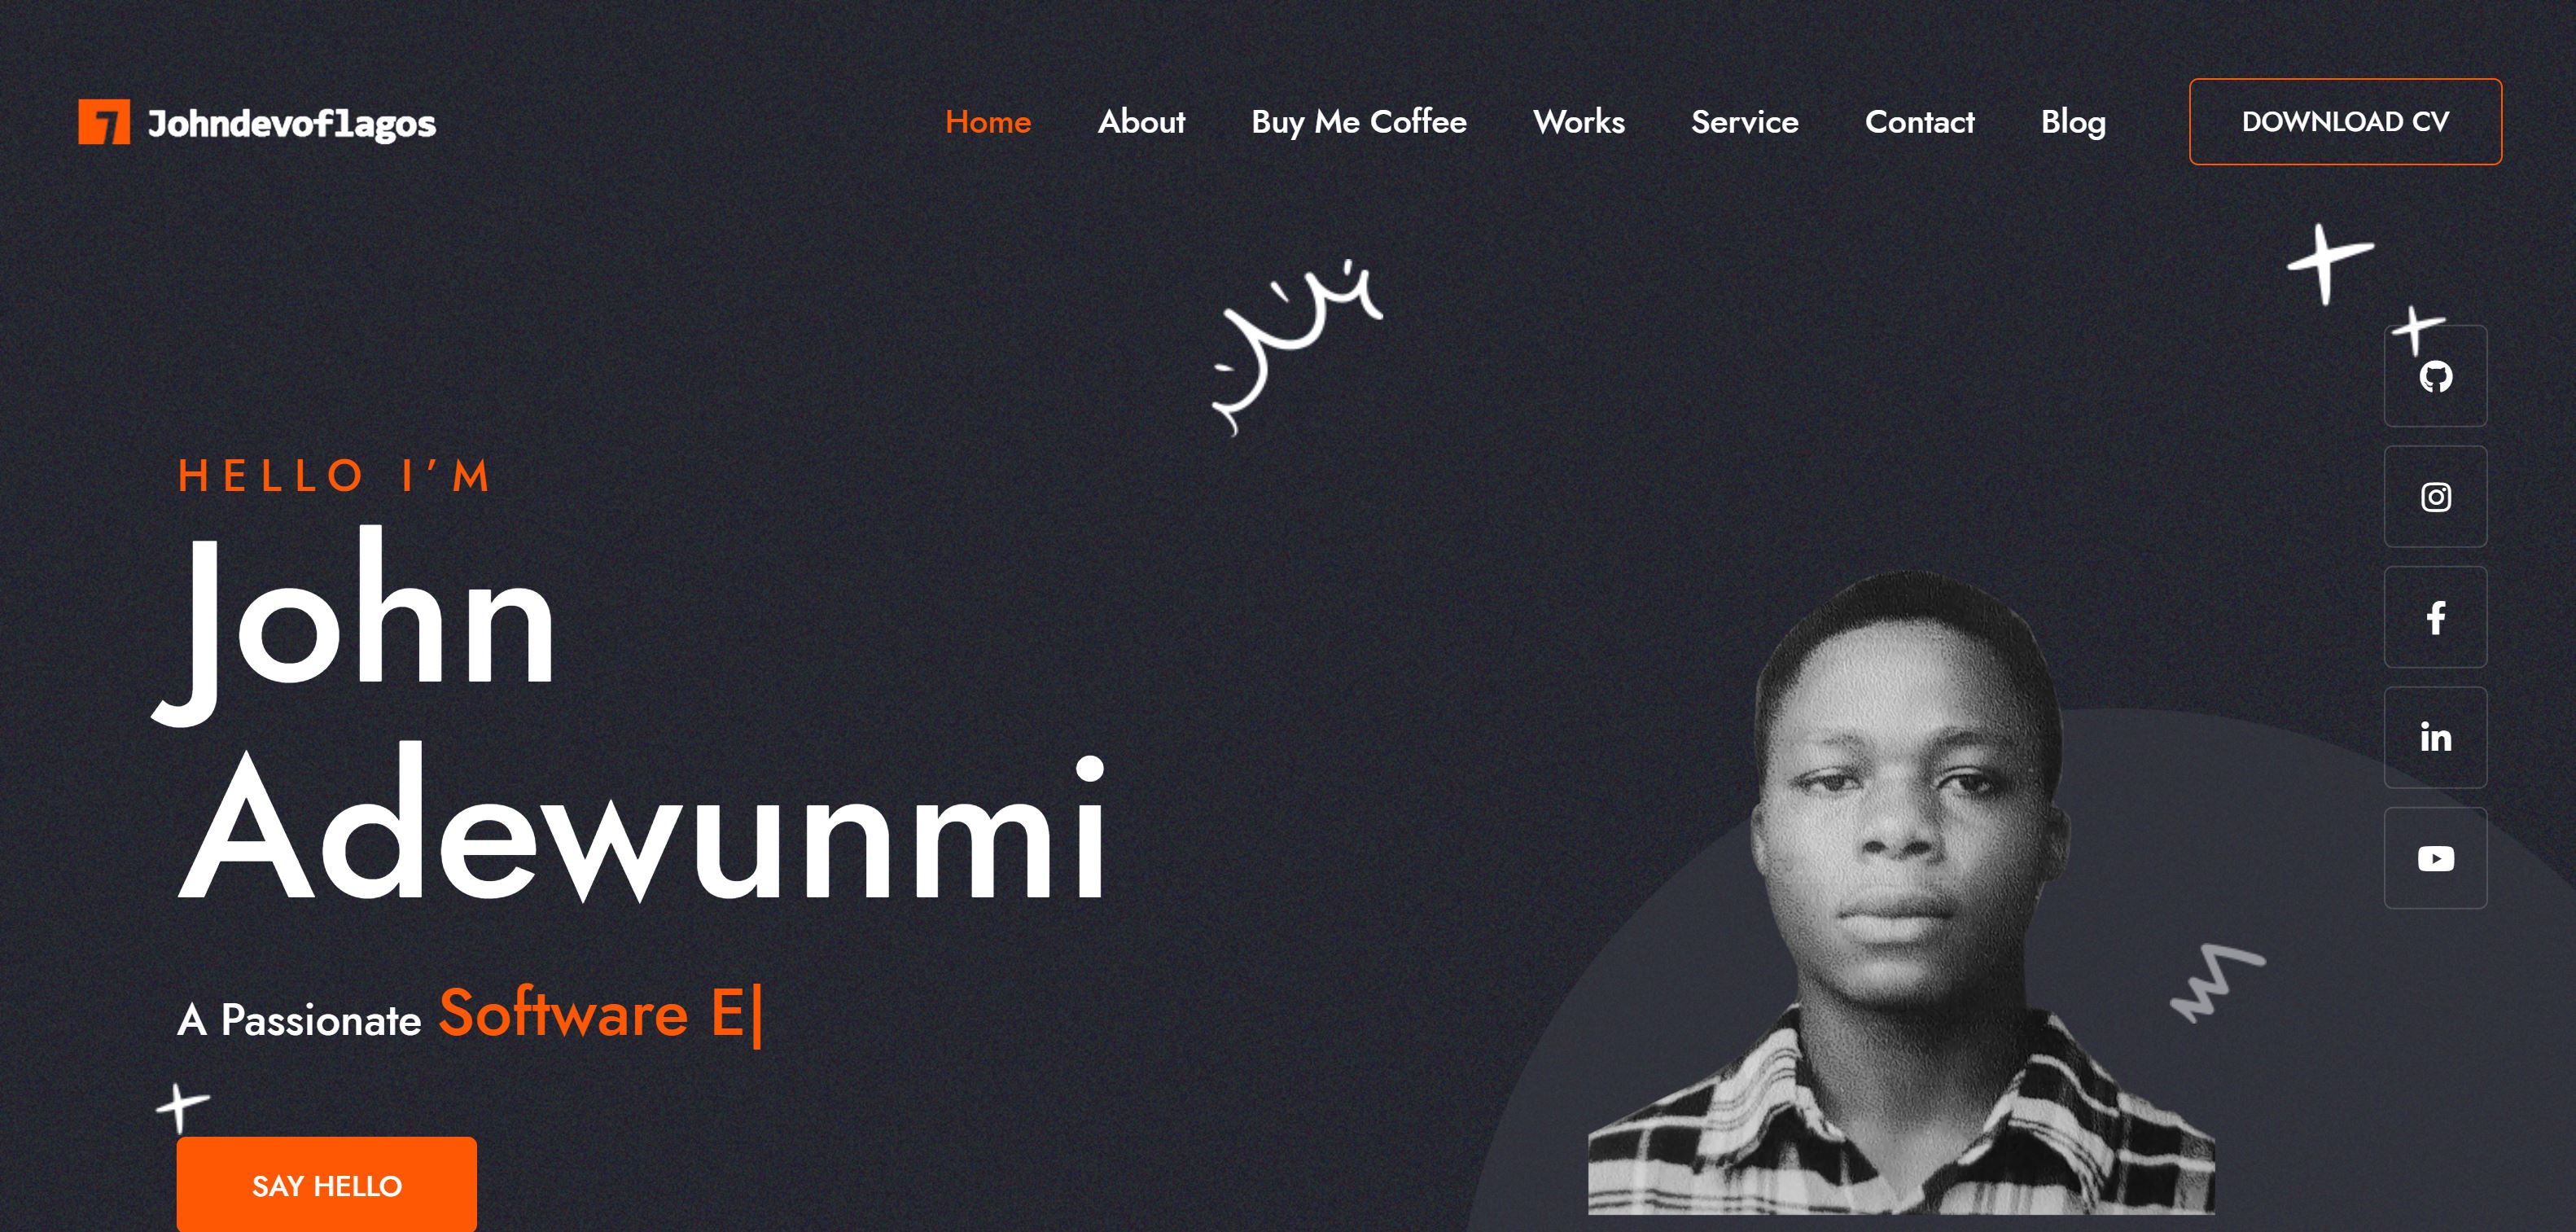 Johndevoflagos
Home About Buy Me Coffee Works Service Contact Blog DOWNLOAD CV
HELLO I’M
John
Adewunmi
A Passionate Software E|
SAY HELLO